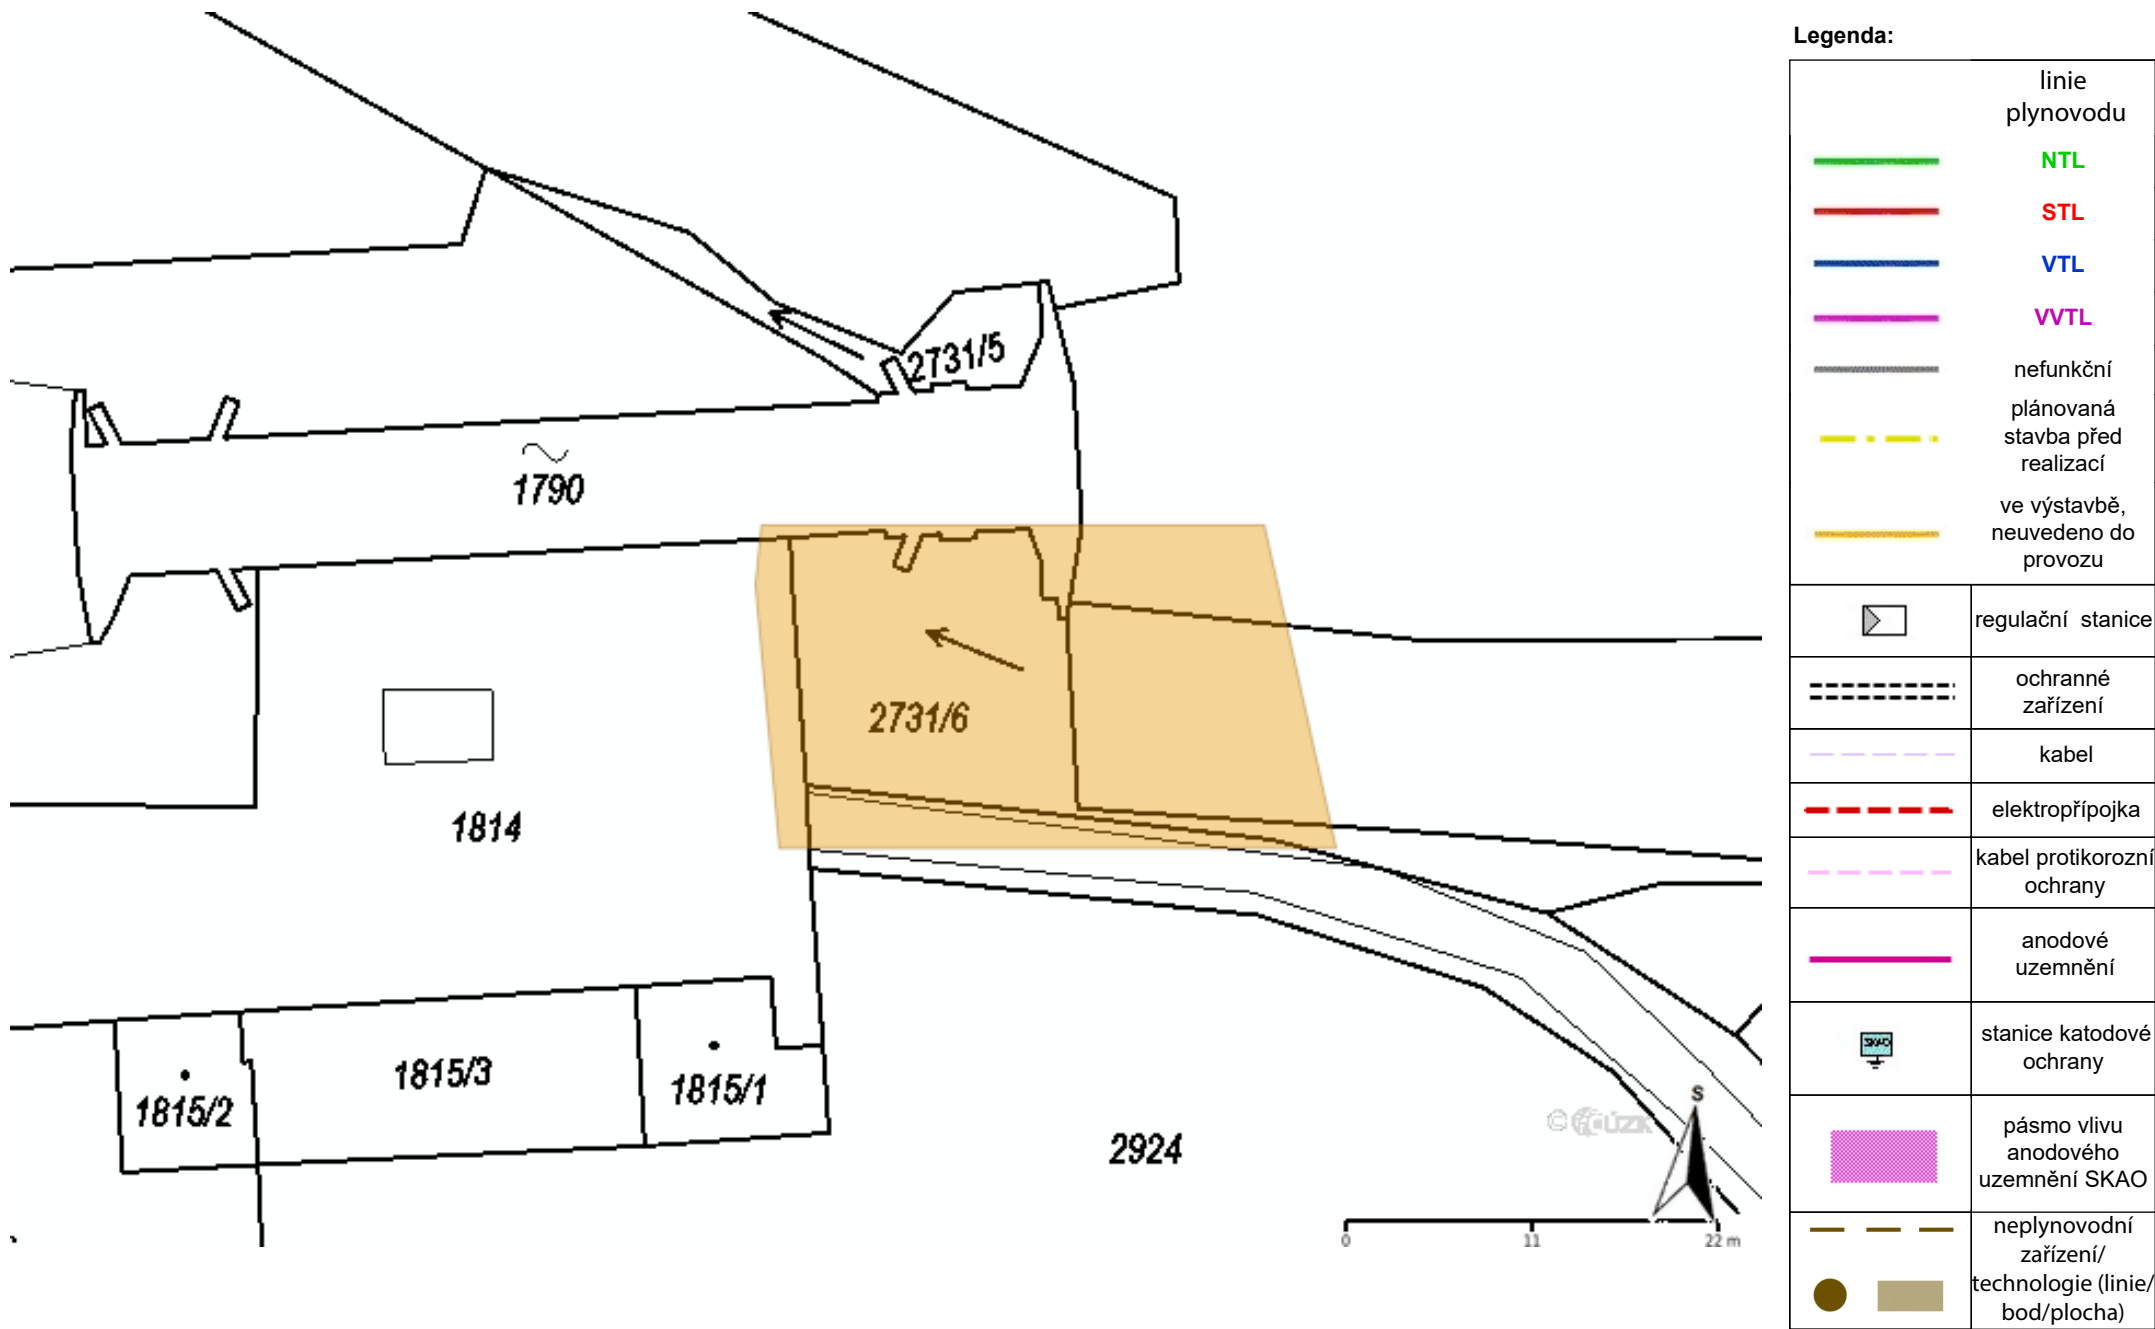 Legenda:
linie
plynovodu
NTL
STL
VTL
VVTL
nefunkční
plánovaná
stavba před
realizací
ve výstavbě,
neuvedeno do
provozu
regulační stanice
ochranné
zařízení
kabel
elektropřípojka
kabel protikorozní
ochrany
anodové
uzemnění
SKAO
stanice katodové
ochrany
pásmo vlivu
anodového
uzemnění SKAO
neplynovodní
zařízení/
technologie (linie/
bod/plocha)
2731/5
1790
2731/6
1814
1815/3
1815/1
1815/2
2924
© ČÚZK
S
0 11 22 m